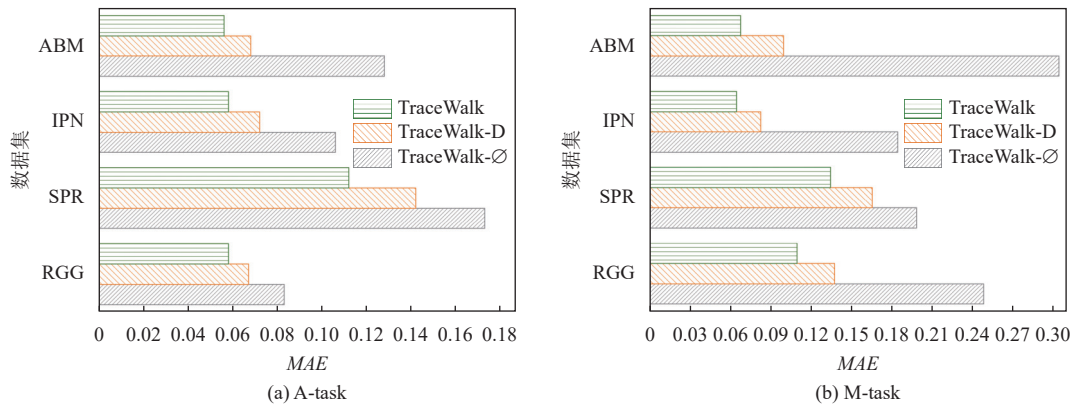 ABM
IPN
SPR
RGG
数据集
TraceWalk
TraceWalk-D
TraceWalk-∅
0 0.02 0.04 0.06 0.08 0.10 0.12 0.14 0.16 0.18
MAE
(a) A-task
ABM
IPN
SPR
RGG
数据集
TraceWalk
TraceWalk-D
TraceWalk-∅
0 0.03 0.06 0.09 0.12 0.15 0.18 0.21 0.24 0.27 0.30
MAE
(b) M-task